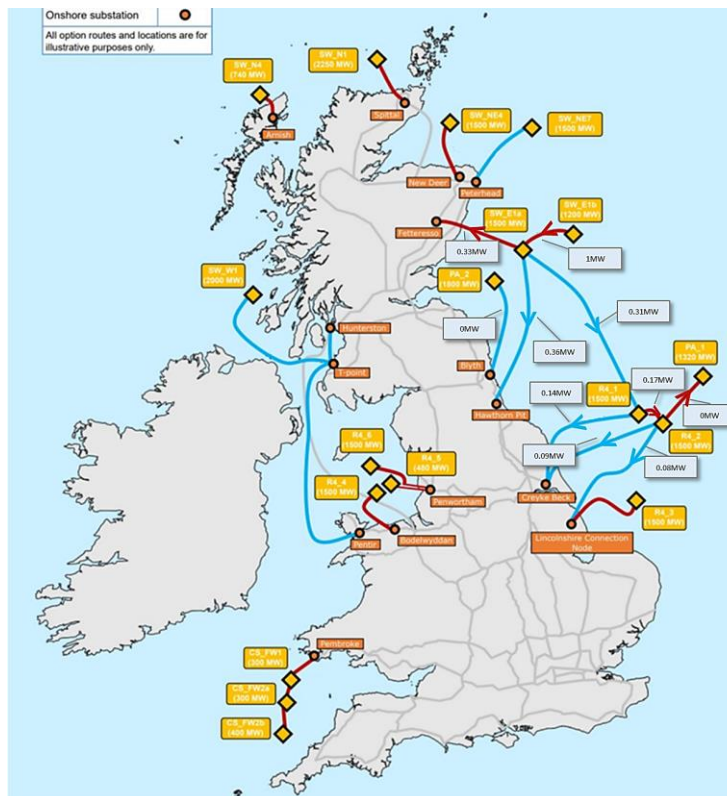 Onshore substation
All option routes and locations are for
illustrative purposes only.
SW_N4
(740 MW)
SW_N1
(2250 MW)
Spittal
Arnish
SW_NE4
(1500 MW)
SW_NE7
(1500 MW)
New Deer
Peterhead
SW_E1a
(1500 MW)
SW_E1b
(1200 MW)
Fetteresso
0.33MW
1MW
SW_W1
(2000 MW)
PA_2
(1000 MW)
0.31MW
Hunterston
0MW
0.36MW
PA_1
(1320 MW)
T-point
Blyth
0.17MW
R4_1
(1500 MW)
0.14MW
Hawthorn Pit
0MW
R4_6
(1500 MW)
R4_5
(480 MW)
R4_2
(1500 MW)
0.09MW
0.08MW
R4_4
(1500 MW)
Creyke Beck
Penwortham
R4_3
(1500 MW)
Pentir
Bodelwyddan
Lincolnshire Connection
Node
Pembroke
CS_FW1
(300 MW)
CS_FW2a
(300 MW)
CS_FW2b
(400 MW)